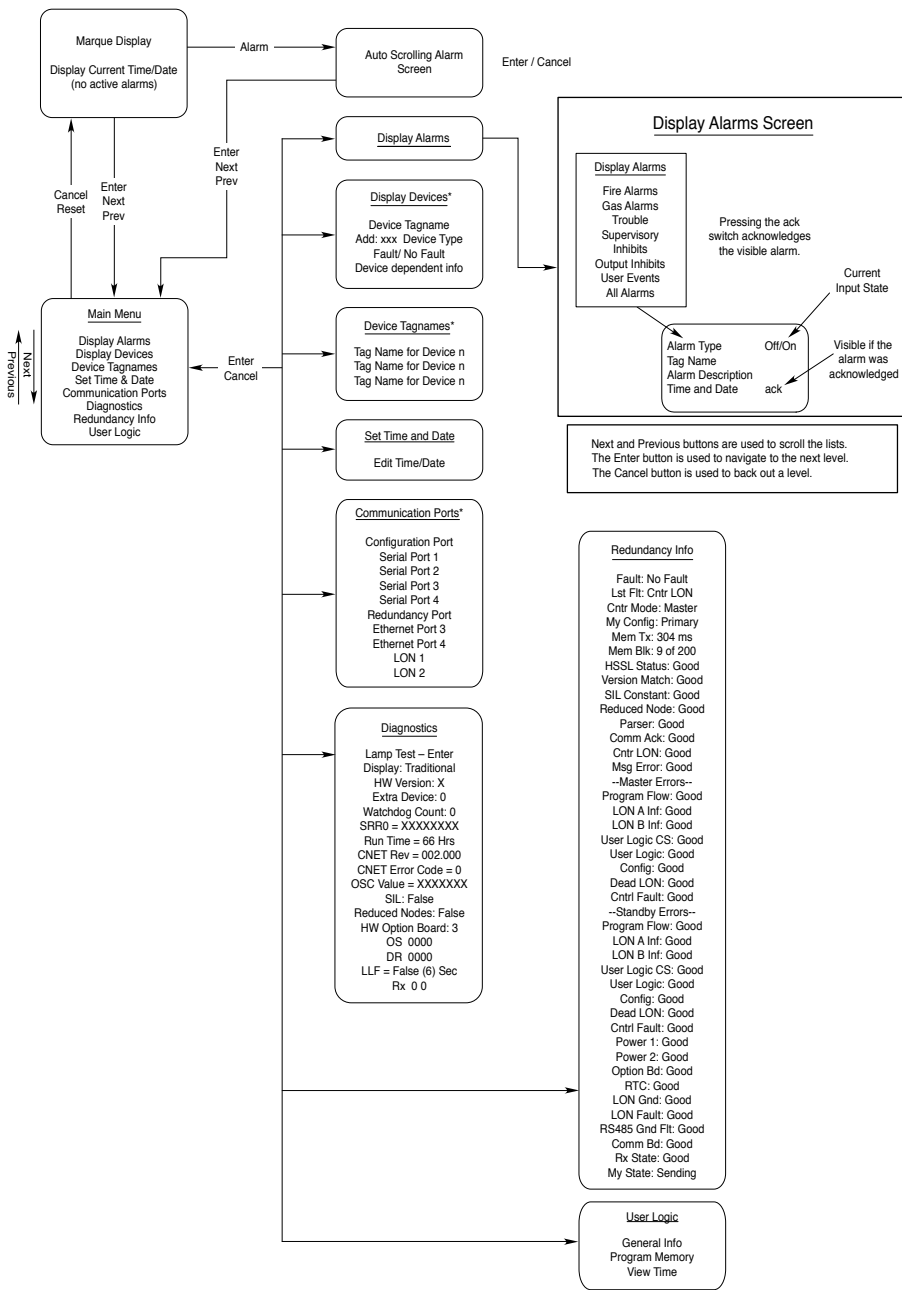 Marque Display
Display Current Time/Date
(no active alarms)
Alarm
Auto Scrolling Alarm
Screen
Enter / Cancel
Cancel
Reset
Enter
Next
Prev
Enter
Next
Prev
Main Menu
Display Alarms
Display Devices
Device Tagnames
Set Time & Date
Communication Ports
Diagnostics
Redundancy Info
User Logic
Next
Previous
Enter
Cancel
Display Alarms
Display Devices*
Device Tagname
Add: xxx  Device Type
Fault/ No Fault
Device dependent info
Device Tagnames*
Tag Name for Device n
Tag Name for Device n
Tag Name for Device n
Set Time and Date
Edit Time/Date
Communication Ports*
Configuration Port
Serial Port 1
Serial Port 2
Serial Port 3
Serial Port 4
Redundancy Port
Ethernet Port 3
Ethernet Port 4
LON 1
LON 2
Diagnostics
Lamp Test – Enter
Display: Traditional
HW Version: X
Extra Device: 0
Watchdog Count: 0
SRR0 = XXXXXXXX
Run Time = 66 Hrs
CNET Rev = 002.000
CNET Error Code = 0
OSC Value = XXXXXXX
SIL: False
Reduced Nodes: False
HW Option Board: 3
OS  0000
DR  0000
LLF = False (6) Sec
Rx  0 0
Display Alarms Screen
Display Alarms
Fire Alarms
Gas Alarms
Trouble
Supervisory
Inhibits
Output Inhibits
User Events
All Alarms
Pressing the ack
switch acknowledges
the visible alarm.
Current
Input State
Alarm Type Off/On
Tag Name
Alarm Description
Time and Date ack
Visible if the
alarm was
acknowledged
Next and Previous buttons are used to scroll the lists.
The Enter button is used to navigate to the next level.
The Cancel button is used to back out a level.
Redundancy Info
Fault: No Fault
Lst Flt: Cntr LON
Cntr Mode: Master
My Config: Primary
Mem Tx: 304 ms
Mem Blk: 9 of 200
HSSL Status: Good
Version Match: Good
SIL Constant: Good
Reduced Node: Good
Parser: Good
Comm Ack: Good
Cntr LON: Good
Msg Error: Good
--Master Errors--
Program Flow: Good
LON A Inf: Good
LON B Inf: Good
User Logic CS: Good
User Logic: Good
Config: Good
Dead LON: Good
Cntrl Fault: Good
--Standby Errors--
Program Flow: Good
LON A Inf: Good
LON B Inf: Good
User Logic CS: Good
User Logic: Good
Config: Good
Dead LON: Good
Cntrl Fault: Good
Power 1: Good
Power 2: Good
Option Bd: Good
RTC: Good
LON Gnd: Good
LON Fault: Good
RS485 Gnd Flt: Good
Comm Bd: Good
Rx State: Good
My State: Sending
User Logic
General Info
Program Memory
View Time